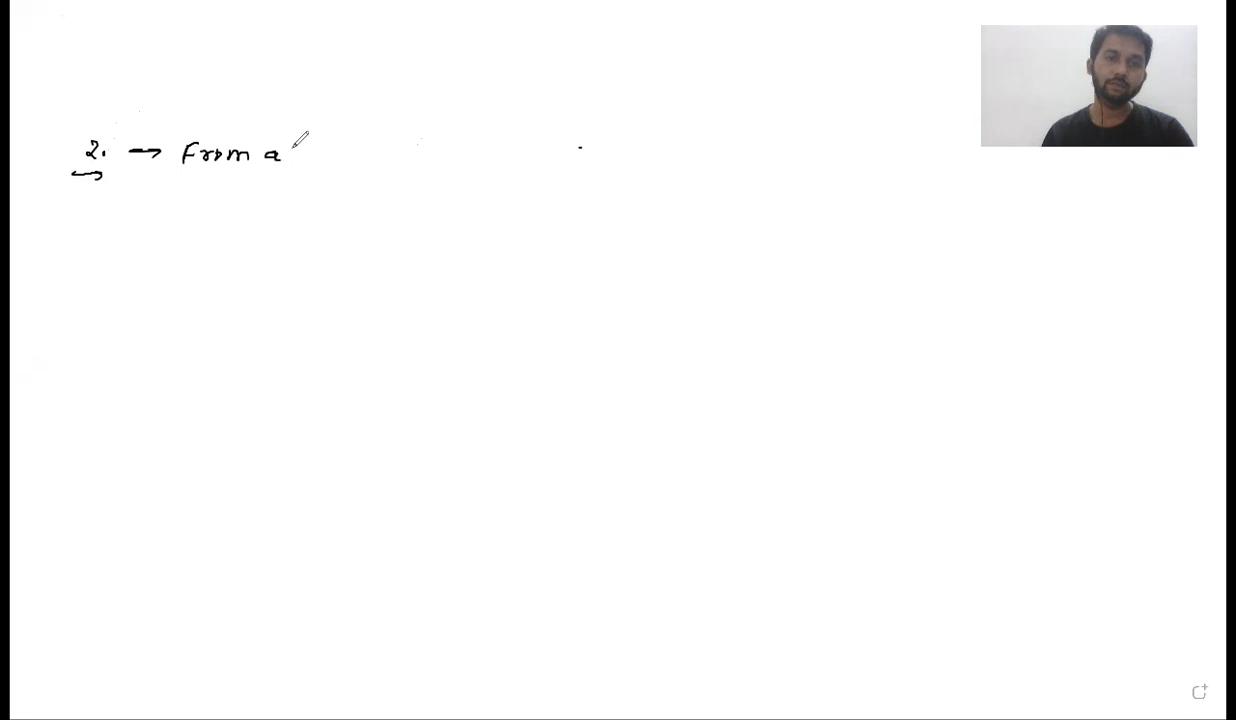 2. → From a